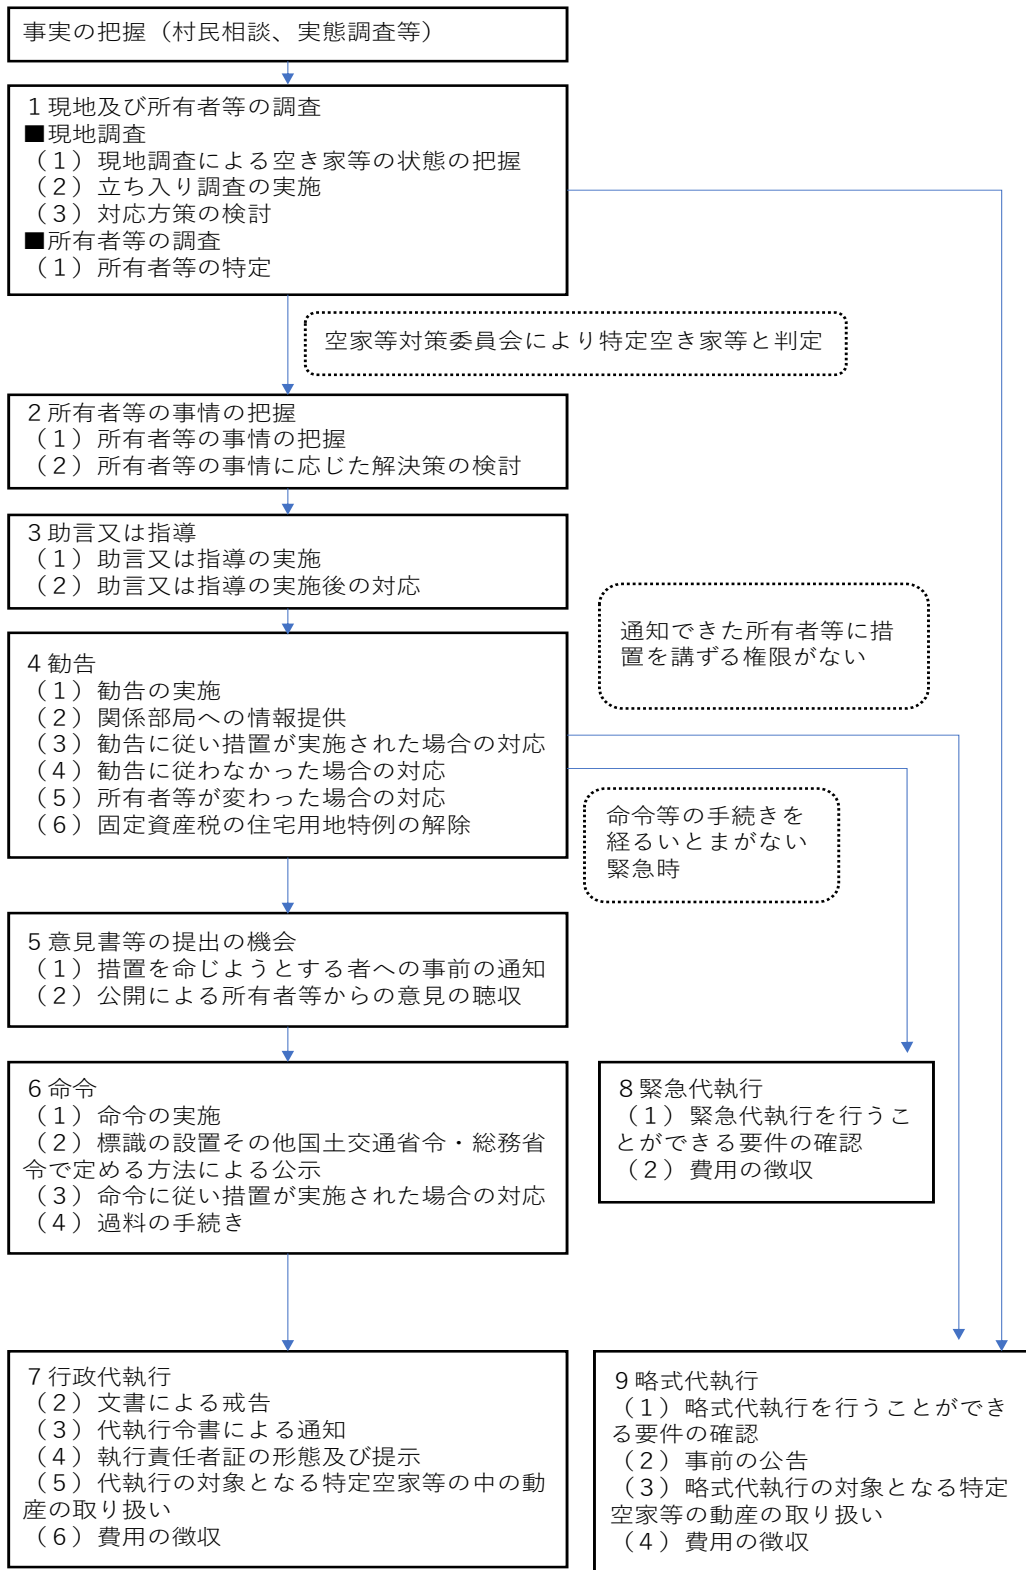 事実の把握（村民相談、実態調査等）
１現地及び所有者等の調査
■現地調査
（１）現地調査による空き家等の状態の把握
（２）立ち入り調査の実施
（３）対応方策の検討
■所有者等の調査
（１）所有者等の特定
空家等対策委員会により特定空き家等と判定
２所有者等の事情の把握
（１）所有者等の事情の把握
（２）所有者等の事情に応じた解決策の検討
３助言又は指導
（１）助言又は指導の実施
（２）助言又は指導の実施後の対応
通知できた所有者等に措
置を講ずる権限がない
４勧告
（１）勧告の実施
（２）関係部局への情報提供
（３）勧告に従い措置が実施された場合の対応
（４）勧告に従わなかった場合の対応
（５）所有者等が変わった場合の対応
（６）固定資産税の住宅用地特例の解除
命令等の手続きを
経るいとまがない
緊急時
５意見書等の提出の機会
（１）措置を命じようとする者への事前の通知
（２）公開による所有者等からの意見の聴収
６命令
（１）命令の実施
（２）標識の設置その他国土交通省令・総務省
令で定める方法による公示
（３）命令に従い措置が実施された場合の対応
（４）過料の手続き
８緊急代執行
（１）緊急代執行を行うこ
とができる要件の確認
（２）費用の徴収
７行政代執行
（２）文書による戒告
（３）代執行令書による通知
（４）執行責任者証の形態及び提示
（５）代執行の対象となる特定空家等の中の動
産の取り扱い
（６）費用の徴収
９略式代執行
（１）略式代執行を行うことができ
る要件の確認
（２）事前の公告
（３）略式代執行の対象となる特定
空家等の動産の取り扱い
（４）費用の徴収